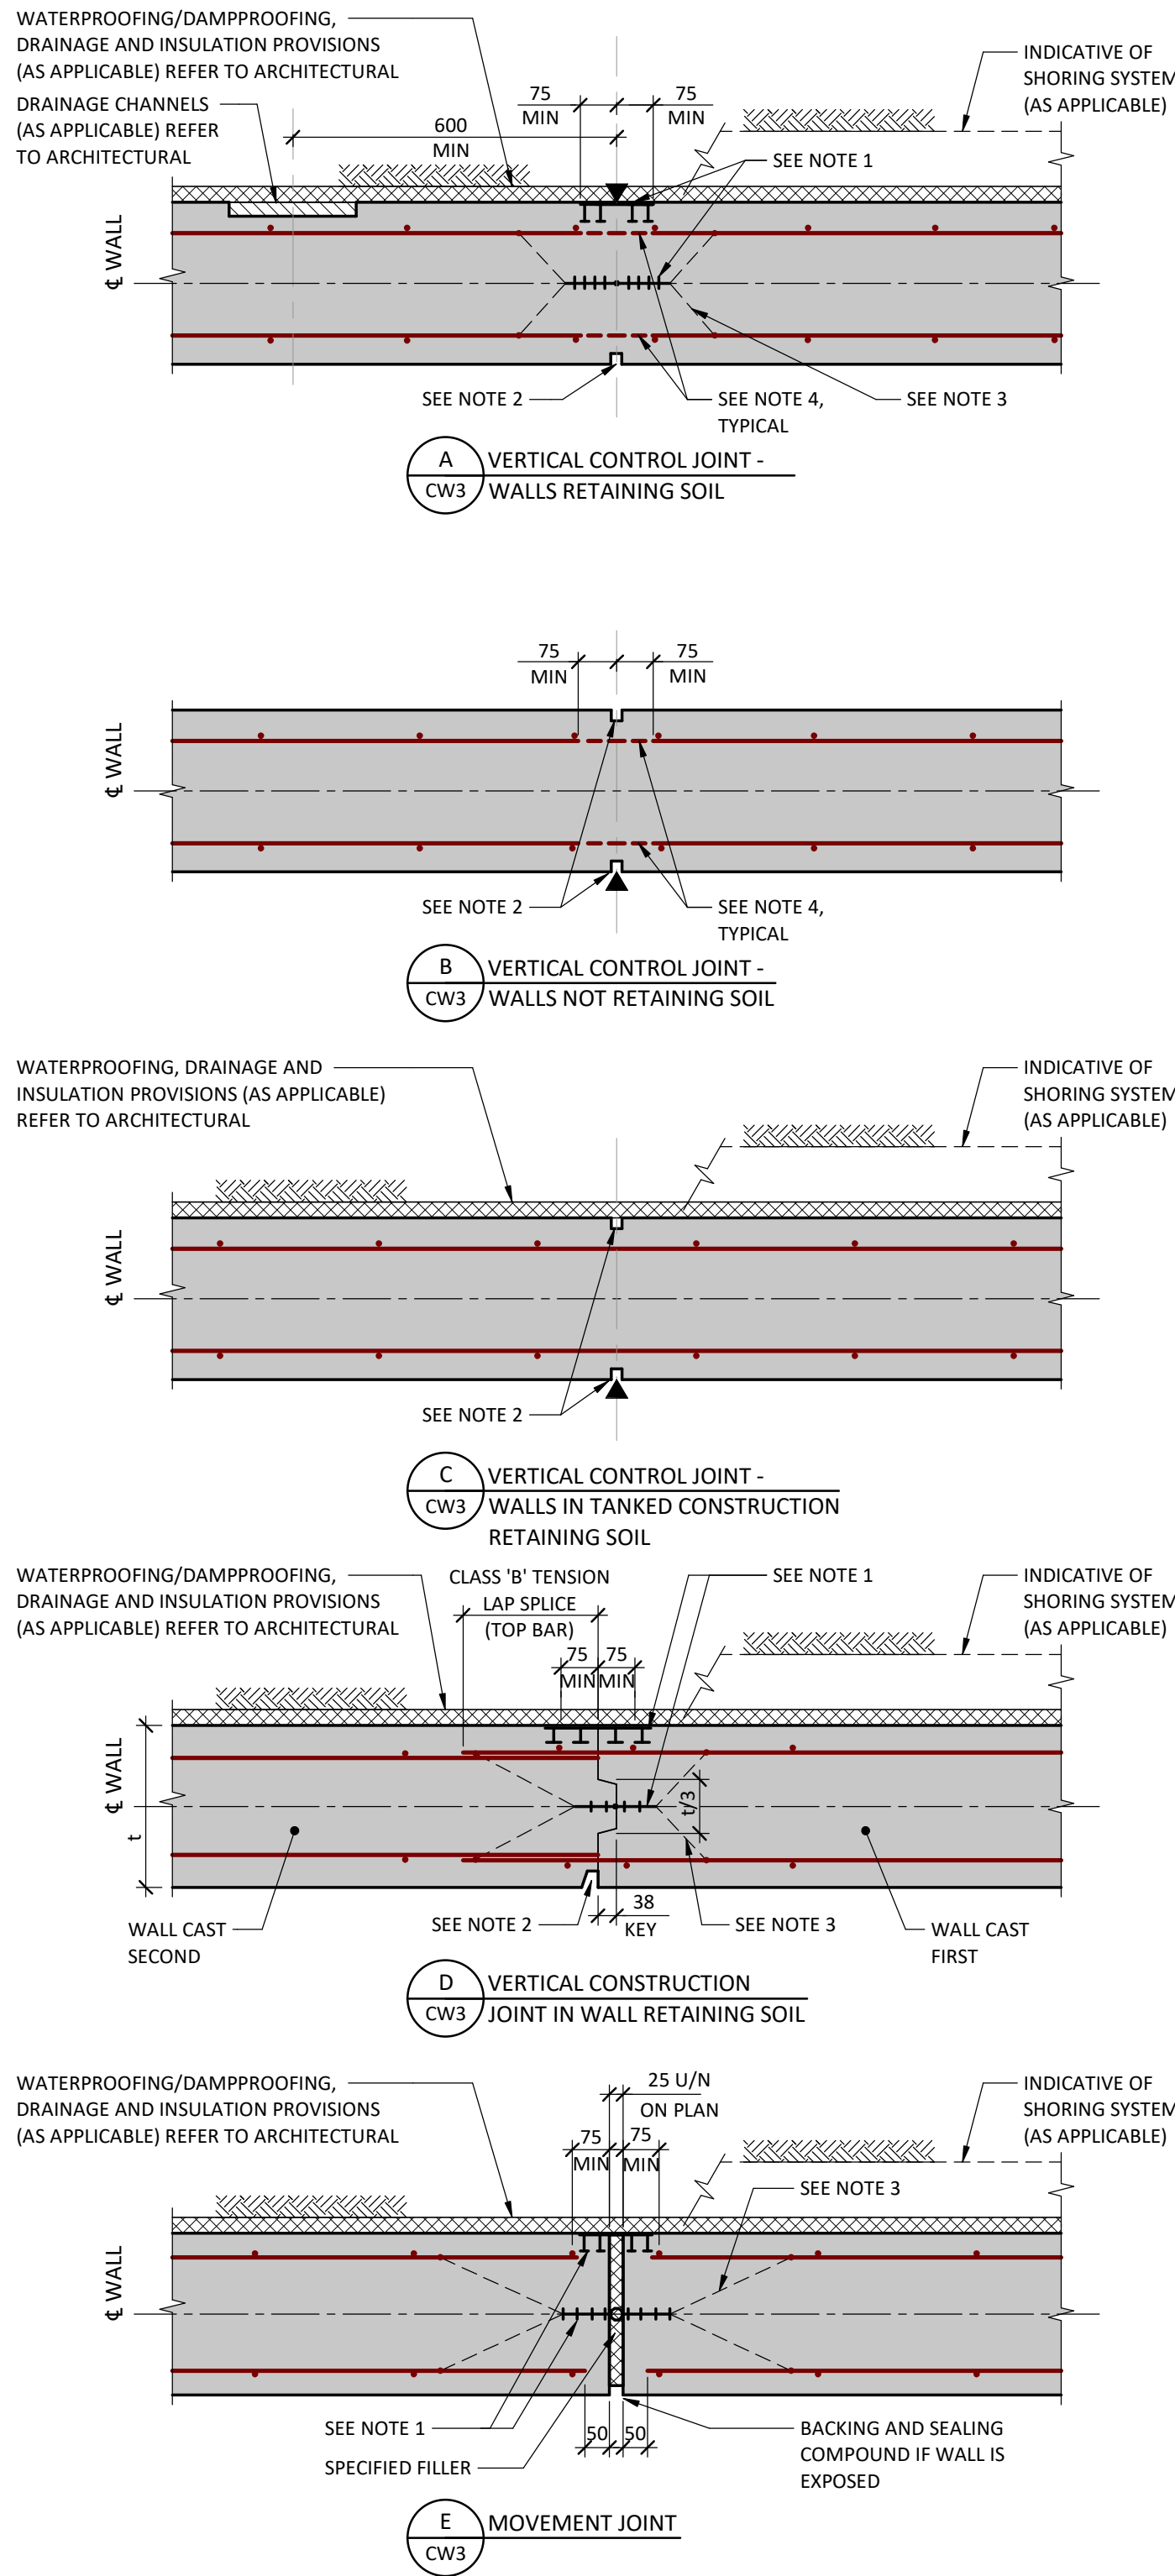 WATERPROOFING/DAMPPROOFING,
DRAINAGE AND INSULATION PROVISIONS
(AS APPLICABLE) REFER TO ARCHITECTURAL
DRAINAGE CHANNELS
(AS APPLICABLE) REFER
TO ARCHITECTURAL
600
MIN
75
MIN
75
MIN
INDICATIVE OF
SHORING SYSTEM
(AS APPLICABLE)
SEE NOTE 1
℄ WALL
SEE NOTE 2
SEE NOTE 4,
TYPICAL
SEE NOTE 3
A
CW3
VERTICAL CONTROL JOINT -
WALLS RETAINING SOIL
75
MIN
75
MIN
℄ WALL
SEE NOTE 2
SEE NOTE 4,
TYPICAL
B
CW3
VERTICAL CONTROL JOINT -
WALLS NOT RETAINING SOIL
WATERPROOFING, DRAINAGE AND
INSULATION PROVISIONS (AS APPLICABLE)
REFER TO ARCHITECTURAL
INDICATIVE OF
SHORING SYSTEM
(AS APPLICABLE)
℄ WALL
SEE NOTE 2
C
CW3
VERTICAL CONTROL JOINT -
WALLS IN TANKED CONSTRUCTION
RETAINING SOIL
WATERPROOFING/DAMPPROOFING,
DRAINAGE AND INSULATION PROVISIONS
(AS APPLICABLE) REFER TO ARCHITECTURAL
CLASS 'B' TENSION
LAP SPLICE
(TOP BAR)
75
MIN
75
MIN
SEE NOTE 1
INDICATIVE OF
SHORING SYSTEM
(AS APPLICABLE)
℄ WALL
t
t/3
WALL CAST
SECOND
SEE NOTE 2
38
KEY
SEE NOTE 3
WALL CAST
FIRST
D
CW3
VERTICAL CONSTRUCTION
JOINT IN WALL RETAINING SOIL
WATERPROOFING/DAMPPROOFING,
DRAINAGE AND INSULATION PROVISIONS
(AS APPLICABLE) REFER TO ARCHITECTURAL
25 U/N
ON PLAN
75
MIN
75
MIN
INDICATIVE OF
SHORING SYSTEM
(AS APPLICABLE)
SEE NOTE 3
℄ WALL
SEE NOTE 1
SPECIFIED FILLER
50
50
BACKING AND SEALING
COMPOUND IF WALL IS
EXPOSED
E
CW3
MOVEMENT JOINT